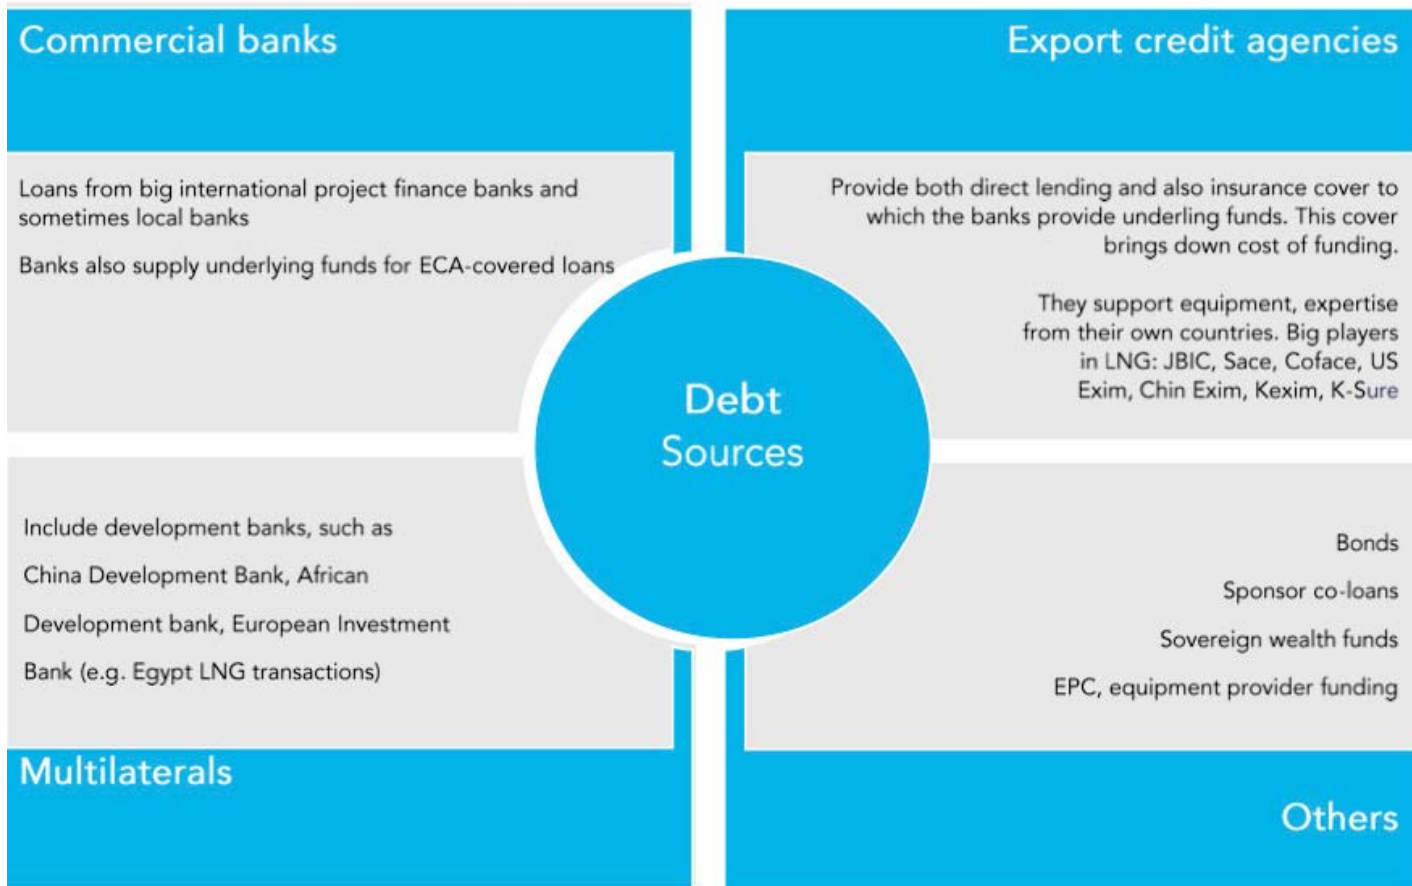 Commercial banks
Loans from big international project finance banks and
sometimes local banks
Banks also supply underlying funds for ECA-covered loans
Export credit agencies
Provide both direct lending and also insurance cover to
which the banks provide underling funds. This cover
brings down cost of funding.
They support equipment, expertise
from their own countries. Big players
in LNG: JBIC, Sace, Coface, US
Exim, Chin Exim, Kexim, K-Sure
Debt
Sources
Include development banks, such as
China Development Bank, African
Development bank, European Investment
Bank (e.g. Egypt LNG transactions)
Multilaterals
Bonds
Sponsor co-loans
Sovereign wealth funds
EPC, equipment provider funding
Others